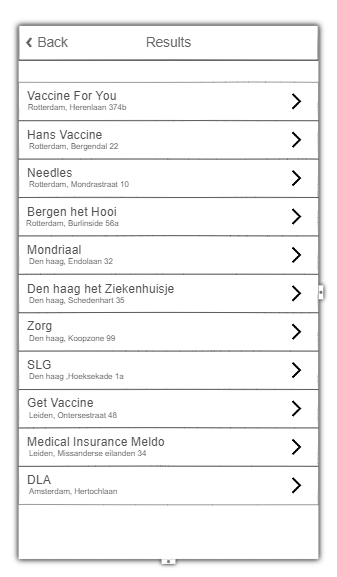 Back
Results
Vaccine For You
Rotterdam, Herenlaan 374b
Hans Vaccine
Rotterdam, Bergendal 22
Needles
Rotterdam, Mondrastraat 10
Bergen het Hooi
Rotterdam, Burlinside 56a
Mondriaal
Den haag, Endolaan 32
Den haag het Ziekenhuisje
Den haag, Schedenhart 35
Zorg
Den haag, Koopzone 99
SLG
Den haag ,Hoeksekade 1a
Get Vaccine
Leiden, Ontersestraat 48
Medical Insurance Meldo
Leiden, Missanderse eilanden 34
DLA
Amsterdam, Hertochlaan